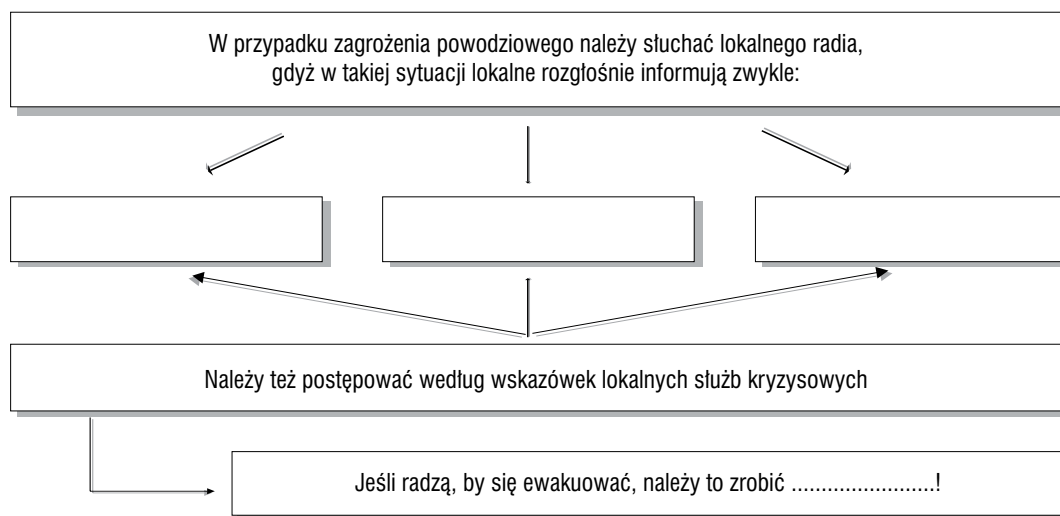 W przypadku zagrożenia powodziowego należy słuchać lokalnego radia,
gdyż w takiej sytuacji lokalne rozgłośnie informują zwykle:
Należy też postępować według wskazówek lokalnych służb kryzysowych
Jeśli radzą, by się ewakuować, należy to zrobić .........................!